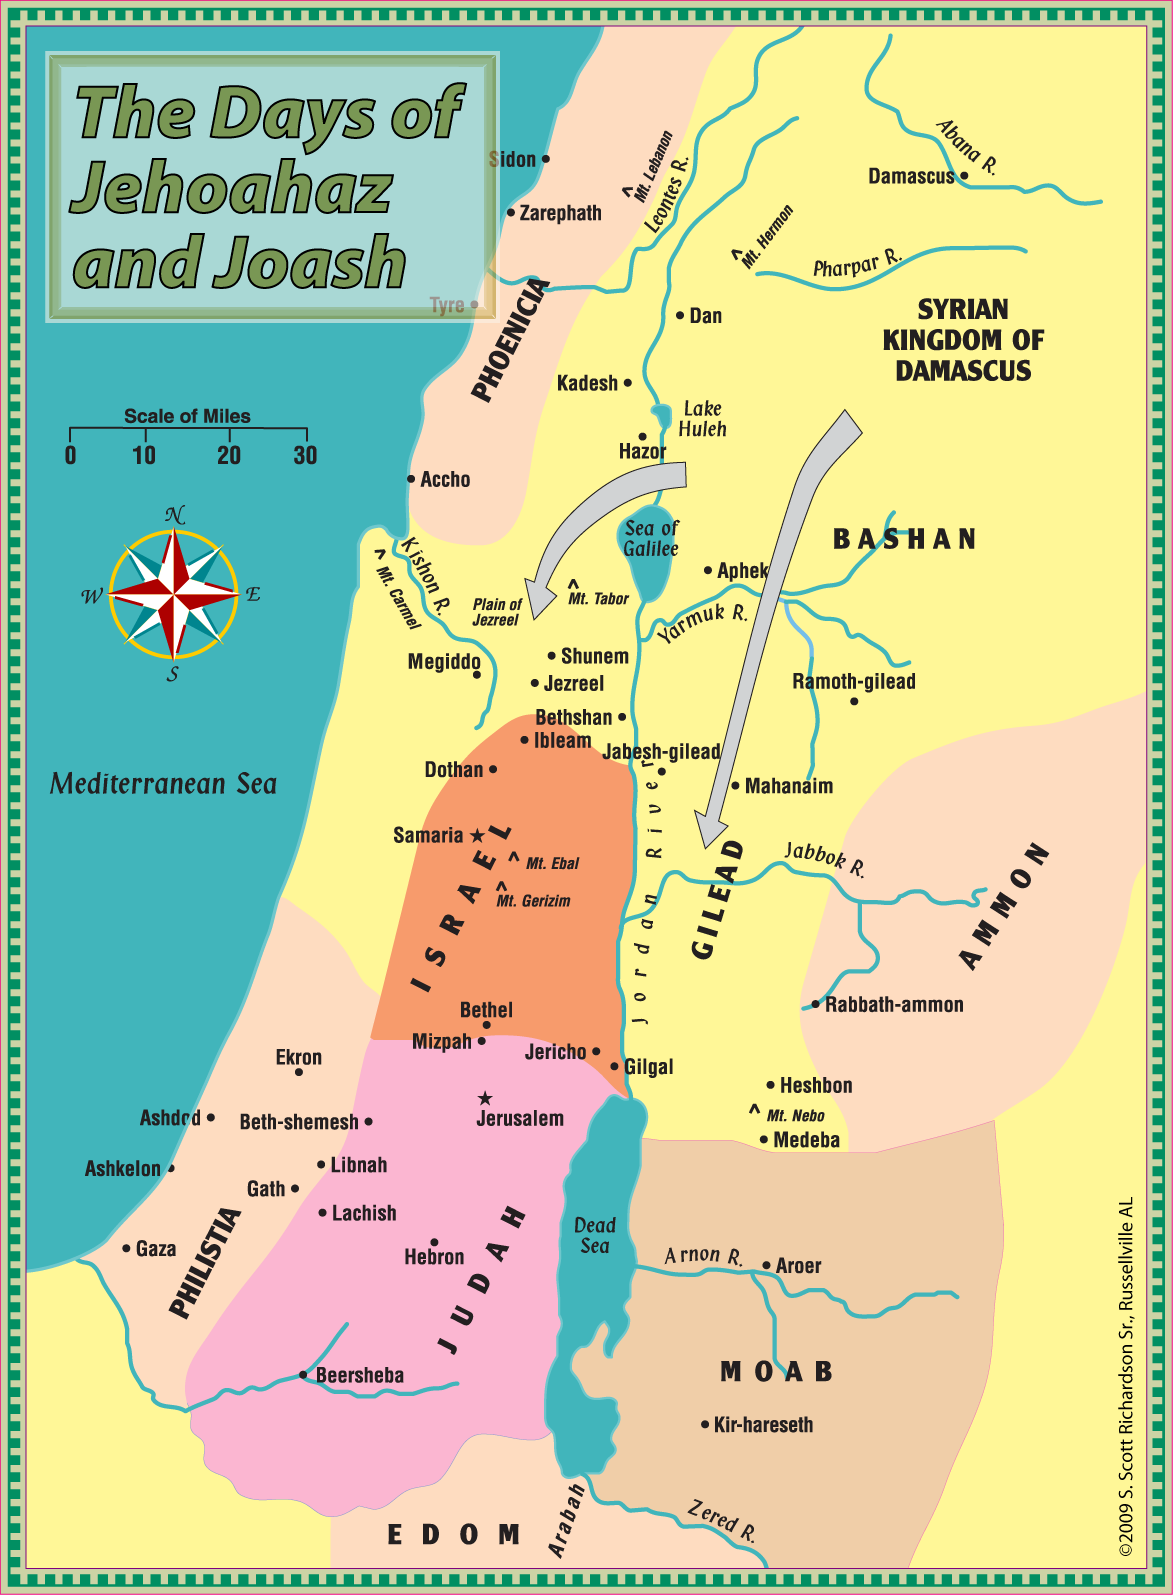 The Days of
Jehoahaz
and Joash
Sidon
Zarephath
Tyre
PHOENICIA
Mt. Lebanon
Leontes R.
Mt. Hermon
Abana R.
Damascus
Pharpar R.
SYRIAN
KINGDOM OF
DAMASCUS
Dan
Kadesh
Lake
Huleh
Hazor
Scale of Miles
0 10 20 30
Accho
N
W
E
S
Kishon R.
Mt. Carmel
Sea of
Galilee
BASHAN
Aphek
Mt. Tabor
Plain of
Jezreel
Yarmuk R.
Megiddo
Shunem
Jezreel
Ramoth-gilead
Bethshan
Ibleam
Jabesh-gilead
Dothan
Mahanaim
Mediterranean Sea
Samaria
ISRAEL
Mt. Ebal
Mt. Gerizim
Jordan River
GILEAD
Jabbok R.
AMMON
Rabbath-ammon
Bethel
Mizpah
Jericho
Gilgal
Ekron
Heshbon
Mt. Nebo
Medeba
Ashdod
Beth-shemesh
Jerusalem
Ashkelon
Libnah
Gath
Lachish
Gaza
PHILISTIA
Hebron
JUDAH
Dead
Sea
Arnon R.
Aroer
Beersheba
MOAB
Kir-hareseth
EDOM
Arabah
Zered R.
©2009 S. Scott Richardson Sr., Russellville AL